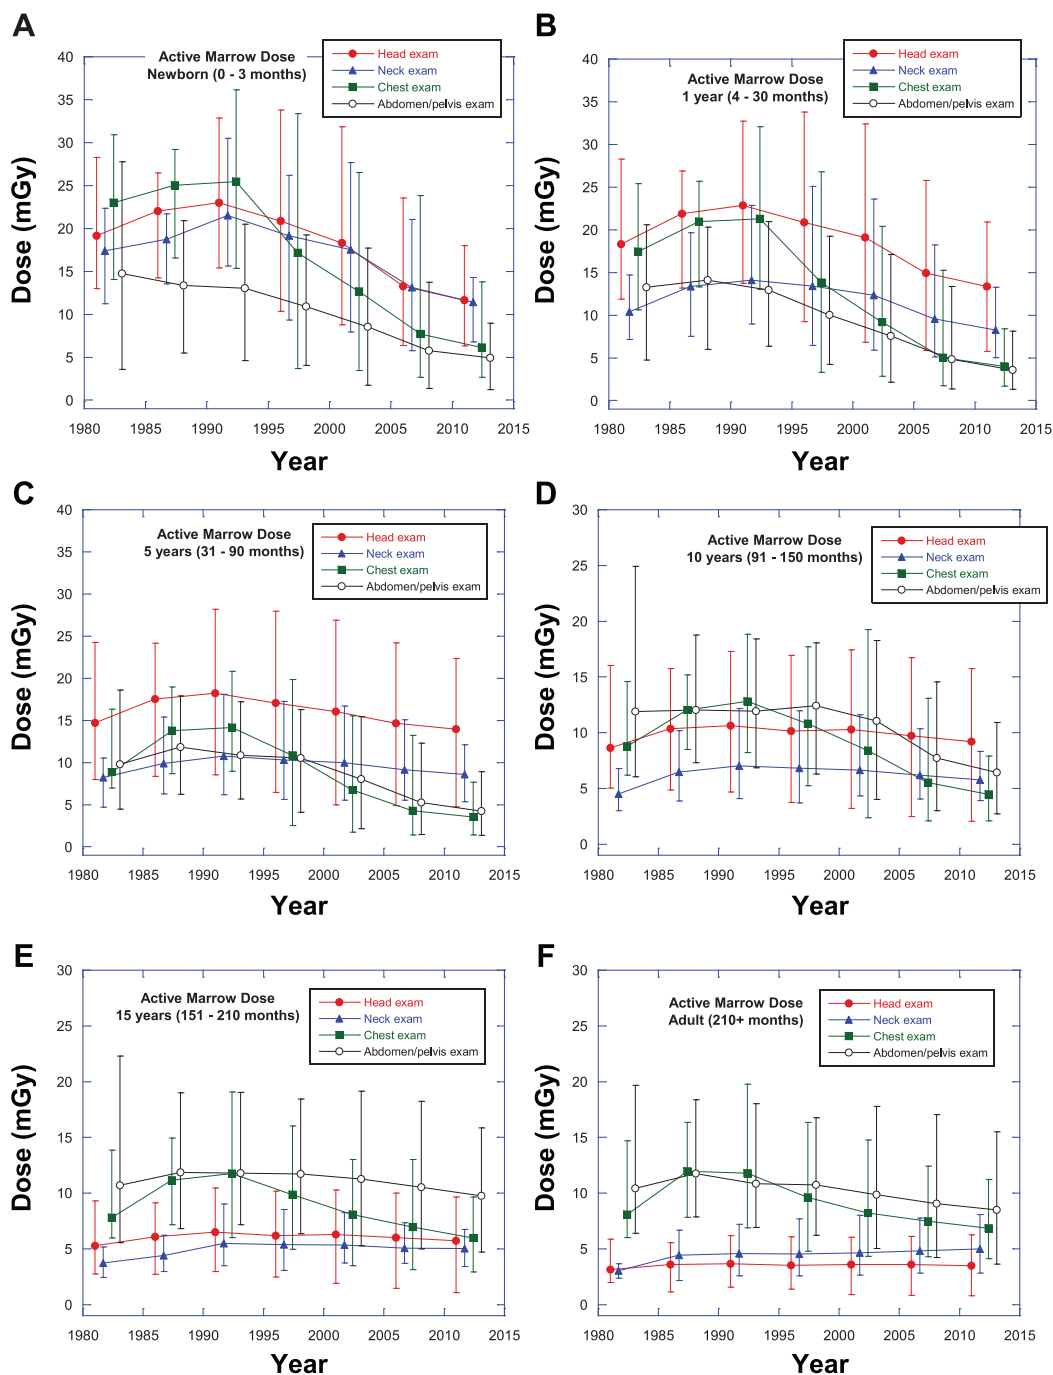 A
Active Marrow Dose
Newborn (0 - 3 months)
Head exam
Neck exam
Chest exam
Abdomen/pelvis exam
Dose (mGy)
40
35
30
25
20
15
10
5
0
1980 1985 1990 1995 2000 2005 2010 2015
Year
B
Active Marrow Dose
1 year (4 - 30 months)
Head exam
Neck exam
Chest exam
Abdomen/pelvis exam
Dose (mGy)
40
35
30
25
20
15
10
5
0
1980 1985 1990 1995 2000 2005 2010 2015
Year
C
Active Marrow Dose
5 years (31 - 90 months)
Head exam
Neck exam
Chest exam
Abdomen/pelvis exam
Dose (mGy)
40
35
30
25
20
15
10
5
0
1980 1985 1990 1995 2000 2005 2010 2015
Year
D
Active Marrow Dose
10 years (91 - 150 months)
Head exam
Neck exam
Chest exam
Abdomen/pelvis exam
Dose (mGy)
30
25
20
15
10
5
0
1980 1985 1990 1995 2000 2005 2010 2015
Year
E
Active Marrow Dose
15 years (151 - 210 months)
Head exam
Neck exam
Chest exam
Abdomen/pelvis exam
Dose (mGy)
30
25
20
15
10
5
0
1980 1985 1990 1995 2000 2005 2010 2015
Year
F
Active Marrow Dose
Adult (210+ months)
Head exam
Neck exam
Chest exam
Abdomen/pelvis exam
Dose (mGy)
30
25
20
15
10
5
0
1980 1985 1990 1995 2000 2005 2010 2015
Year